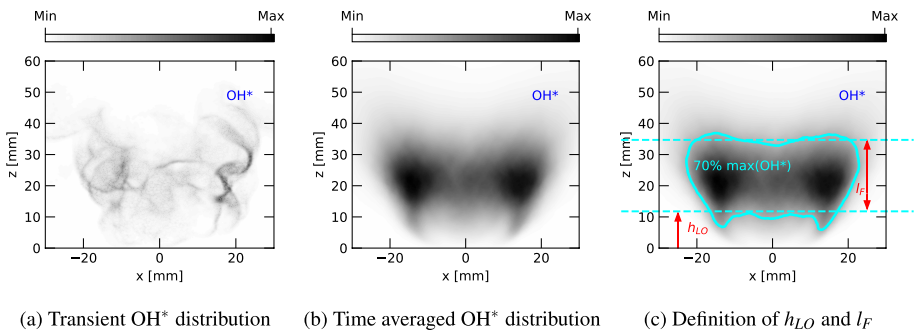 Min Max Min Max Min Max
60
50
40
30
20
10
0
z [mm]
OH*
−20 0 20
x [mm]
60
50
40
30
20
10
0
z [mm]
OH*
−20 0 20
x [mm]
60
50
40
30
20
10
0
z [mm]
OH*
70% max(OH*)
l_F
h_LO
−20 0 20
x [mm]
(a) Transient OH* distribution
(b) Time averaged OH* distribution
(c) Definition of h_LO and l_F